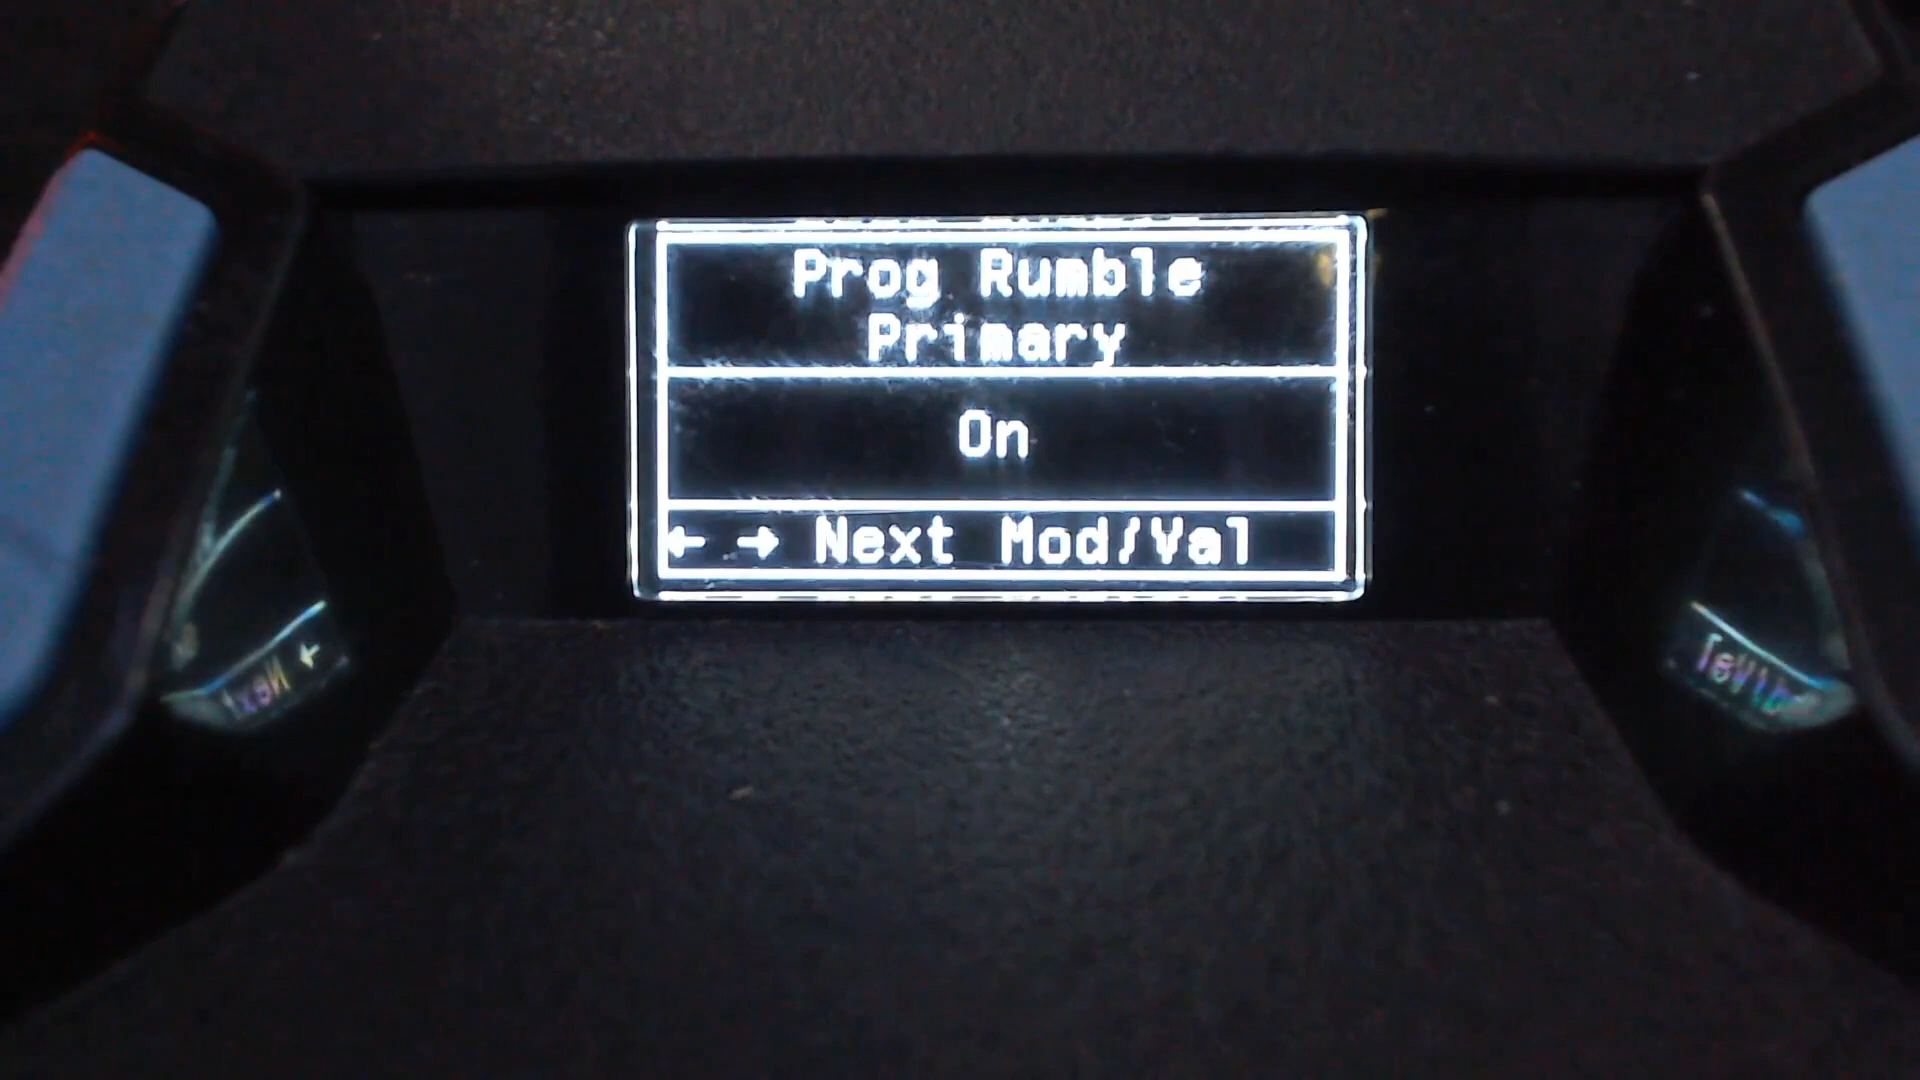 Prog Rumble
Primary
On
← → Next Mod/Val